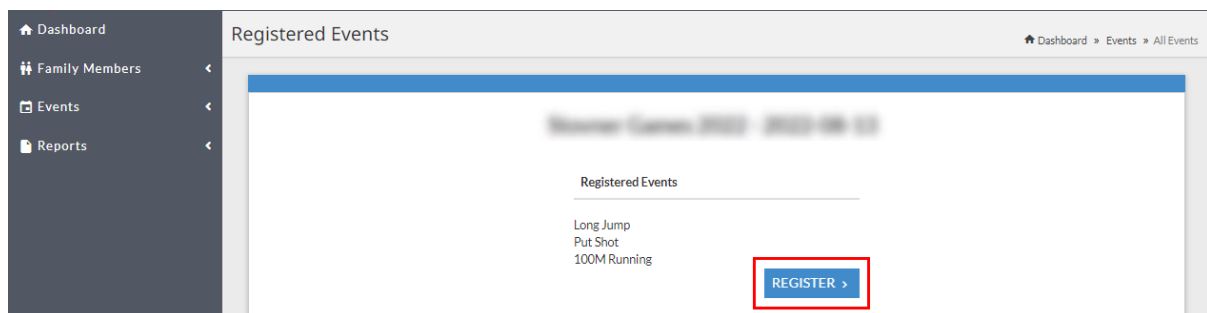 Dashboard
Family Members
Events
Reports
Registered Events
Dashboard » Events » All Events
Registered Events
Long Jump
Put Shot
100M Running
REGISTER ›